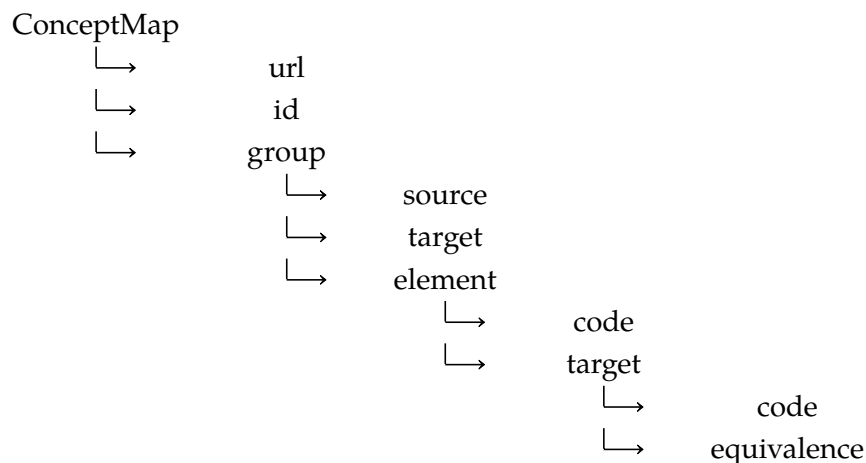 ConceptMap
url
id
group
source
target
element
code
target
code
equivalence